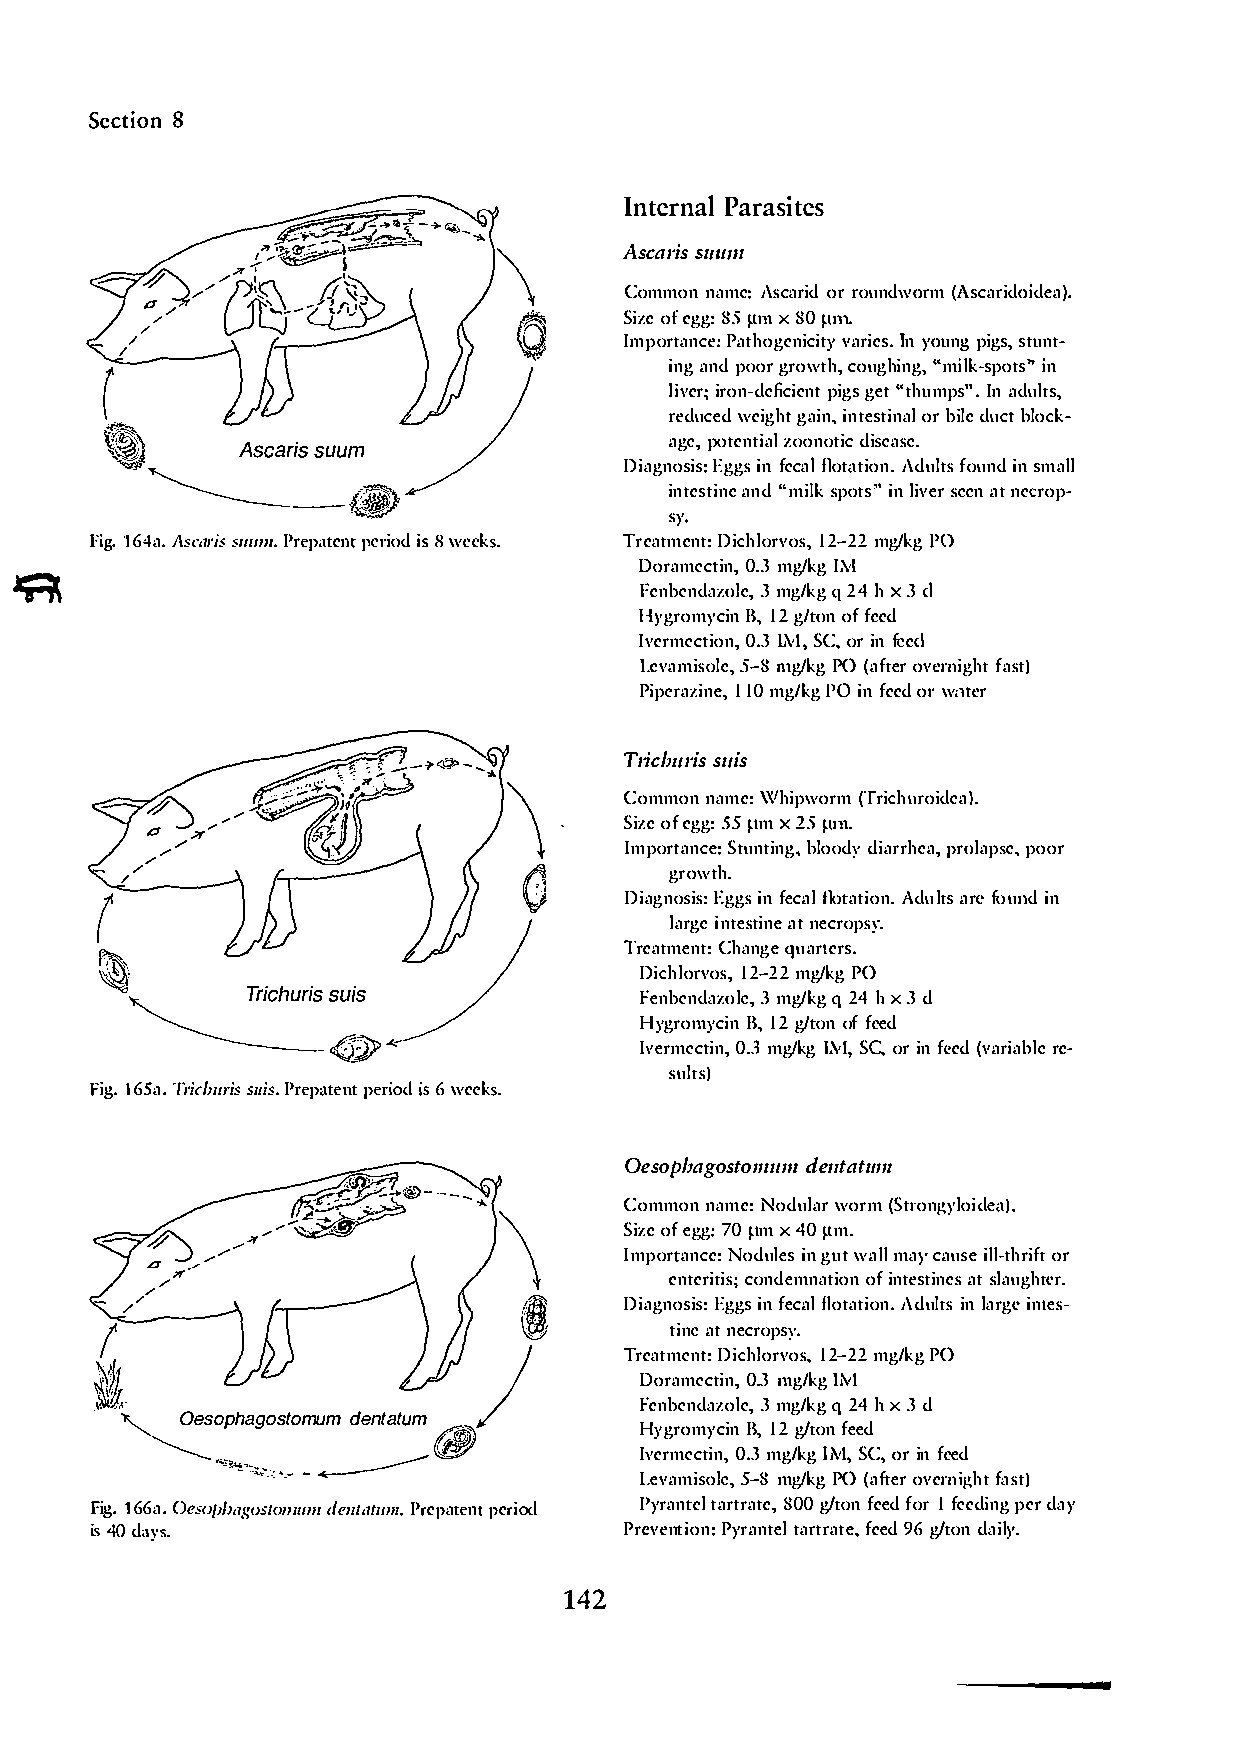 Section 8
Ascaris suum
Fig. 164a. Ascaris suum. Prepatent period is 8 weeks.
Trichuris suis
Fig. 165a. Trichuris suis. Prepatent period is 6 weeks.
Oesophagostomum dentatum
Fig. 166a. Oesophagostomum dentatum. Prepatent period
is 40 days.
Internal Parasites
Ascaris suum
Common name: Ascarid or roundworm (Ascaridoidea).
Size of egg: 85 µm × 80 µm.
Importance: Pathogenicity varies. In young pigs, stunt-
ing and poor growth, coughing, “milk-spots” in
liver; iron-deficient pigs get “thumps”. In adults,
reduced weight gain, intestinal or bile duct block-
age, potential zoonotic disease.
Diagnosis: Eggs in fecal flotation. Adults found in small
intestine and “milk spots” in liver seen at necrop-
sy.
Treatment: Dichlorvos, 12–22 mg/kg PO
Doramectin, 0.3 mg/kg IM
Fenbendazole, 3 mg/kg q 24 h × 3 d
Hygromycin B, 12 g/ton of feed
Ivermection, 0.3 IM, SC, or in feed
Levamisole, 5–8 mg/kg PO (after overnight fast)
Piperazine, 110 mg/kg PO in feed or water
Trichuris suis
Common name: Whipworm (Trichuroidea).
Size of egg: 55 µm × 25 µm.
Importance: Stunting, bloody diarrhea, prolapse, poor
growth.
Diagnosis: Eggs in fecal flotation. Adults are found in
large intestine at necropsy.
Treatment: Change quarters.
Dichlorvos, 12–22 mg/kg PO
Fenbendazole, 3 mg/kg q 24 h × 3 d
Hygromycin B, 12 g/ton of feed
Ivermectin, 0.3 mg/kg IM, SC, or in feed (variable re-
sults)
Oesophagostomum dentatum
Common name: Nodular worm (Strongyloidea).
Size of egg: 70 µm × 40 µm.
Importance: Nodules in gut wall may cause ill-thrift or
enteritis; condemnation of intestines at slaughter.
Diagnosis: Eggs in fecal flotation. Adults in large intes-
tine at necropsy.
Treatment: Dichlorvos, 12–22 mg/kg PO
Doramectin, 0.3 mg/kg IM
Fenbendazole, 3 mg/kg q 24 h × 3 d
Hygromycin B, 12 g/ton feed
Ivermectin, 0.3 mg/kg IM, SC, or in feed
Levamisole, 5–8 mg/kg PO (after overnight fast)
Pyrantel tartrate, 800 g/ton feed for 1 feeding per day
Prevention: Pyrantel tartrate, feed 96 g/ton daily.
142